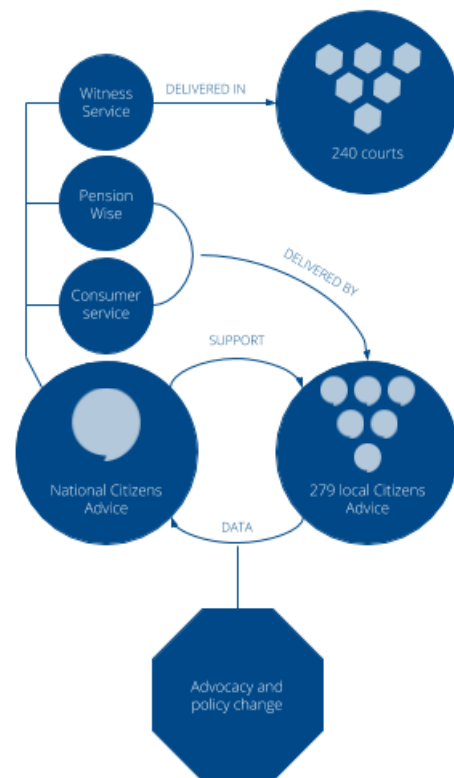 Witness
Service
DELIVERED IN
240 courts
Pension
Wise
Consumer
service
DELIVERED BY
SUPPORT
National Citizens
Advice
279 local Citizens
Advice
DATA
Advocacy and
policy change